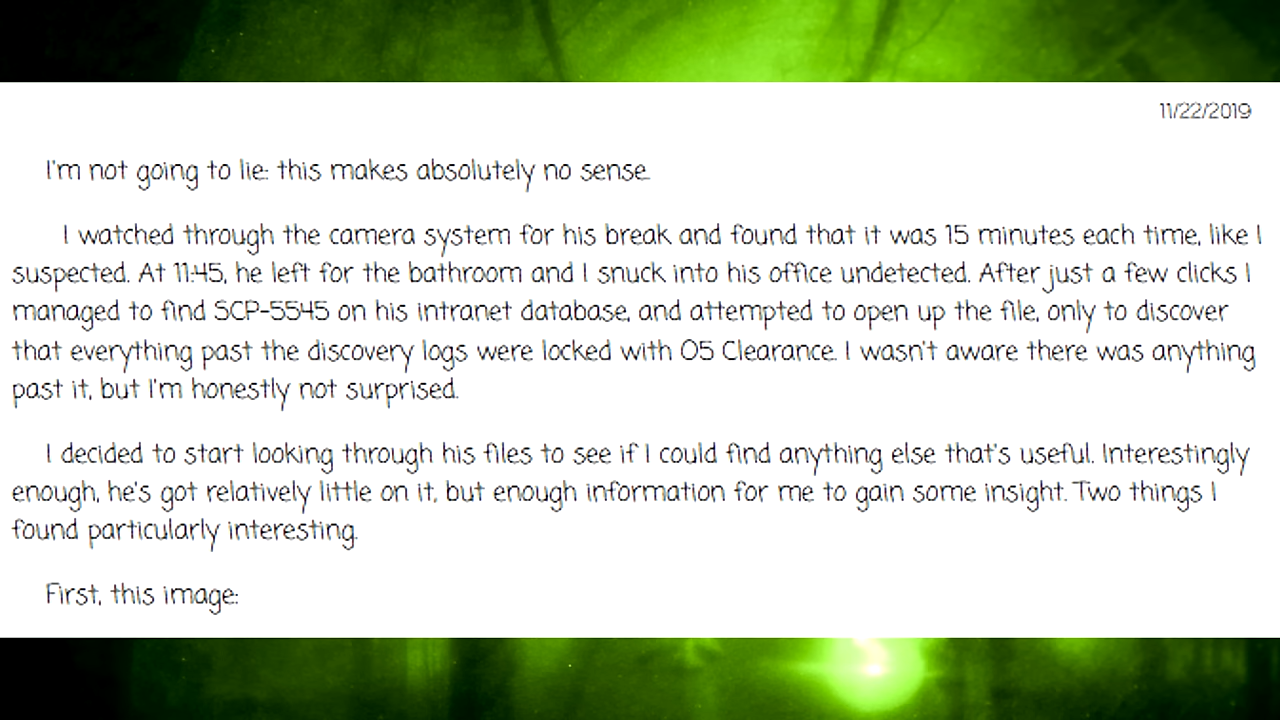 11/22/2019
I'm not going to lie: this makes absolutely no sense.
I watched through the camera system for his break and found that it was 15 minutes each time, like I
suspected. At 11:45, he left for the bathroom and I snuck into his office undetected. After just a few clicks I
managed to find SCP-5545 on his intranet database, and attempted to open up the file, only to discover
that everything past the discovery logs were locked with O5 Clearance. I wasn't aware there was anything
past it, but I'm honestly not surprised.
I decided to start looking through his files to see if I could find anything else that's useful. Interestingly
enough, he's got relatively little on it, but enough information for me to gain some insight. Two things I
found particularly interesting.
First, this image: